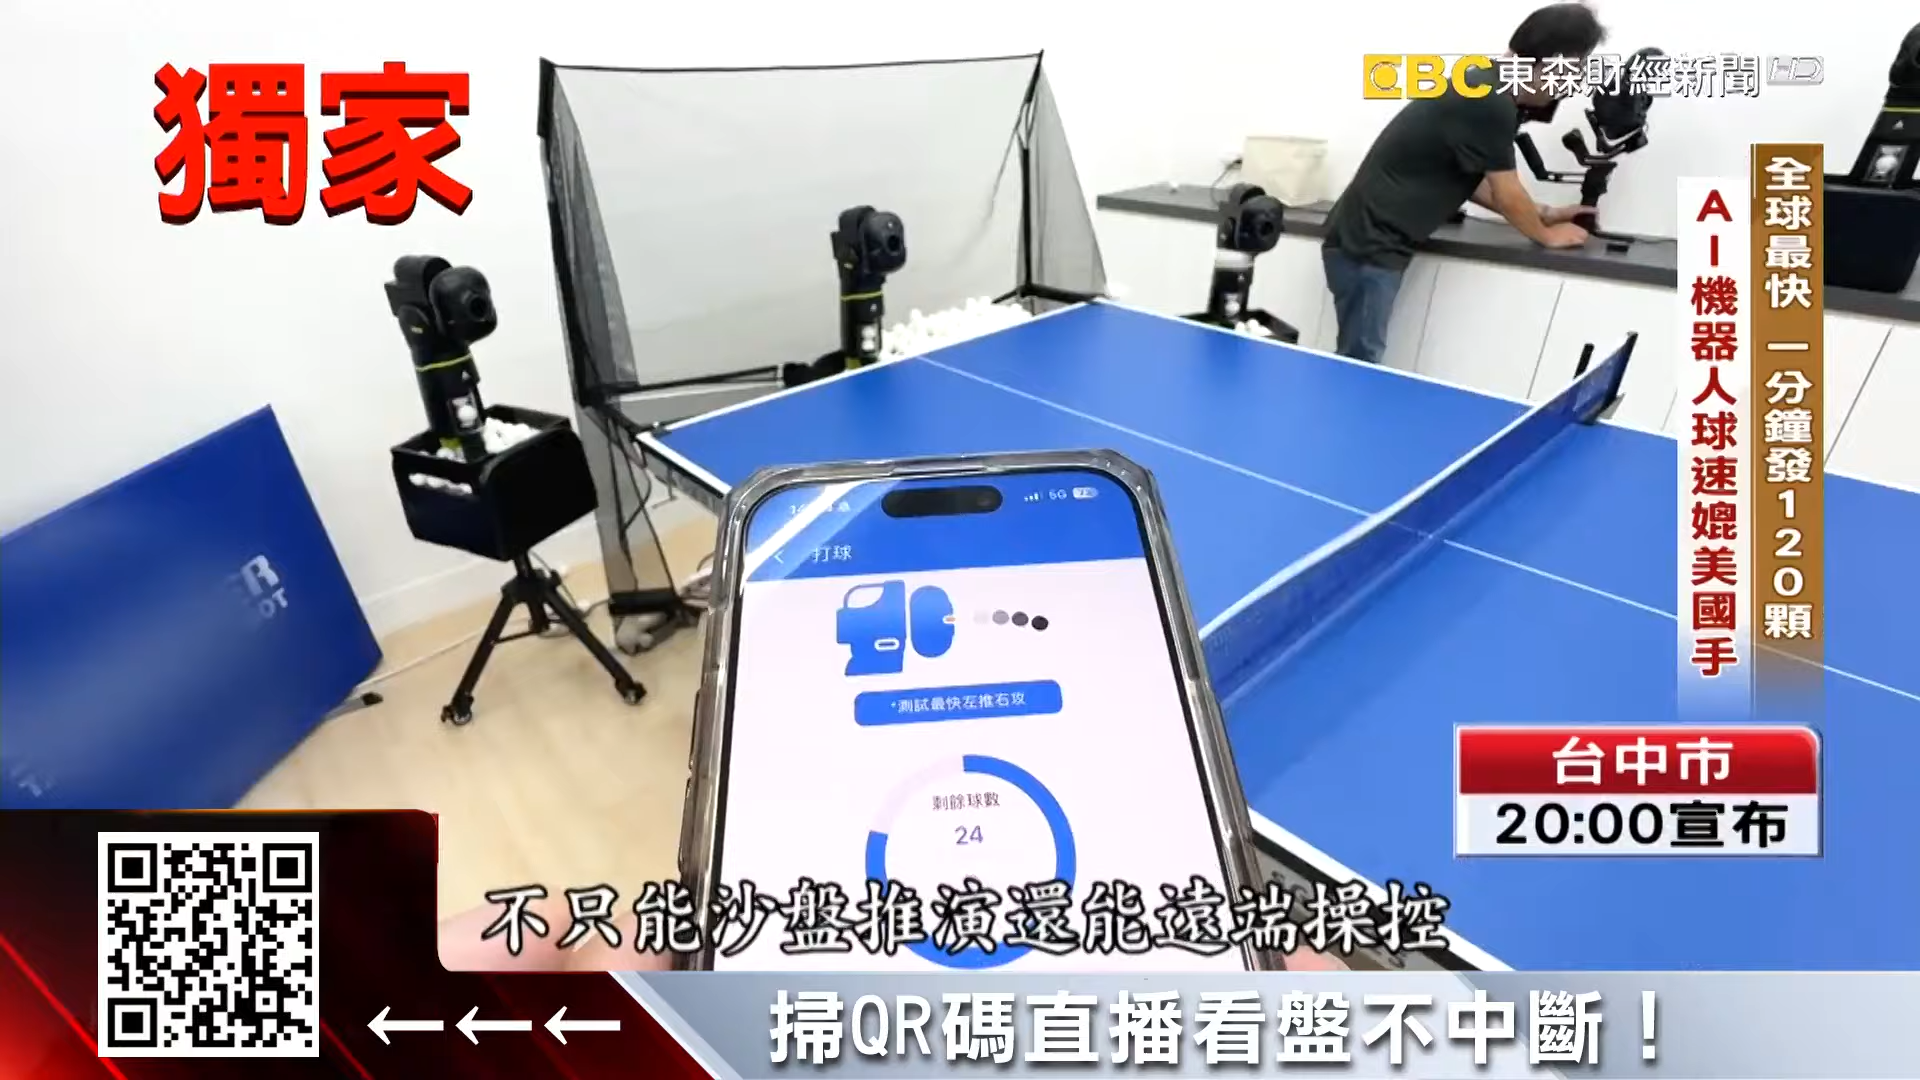 獨家
EBC東森財經新聞HD
全球最快 一分鐘發120顆
AI機器人球速媲美國手
5G
打球
*測試最快左推右攻
剩餘球數
24
台中市
20:00宣布
不只能沙盤推演還能遠端操控
←←← 掃QR碼直播看盤不中斷！